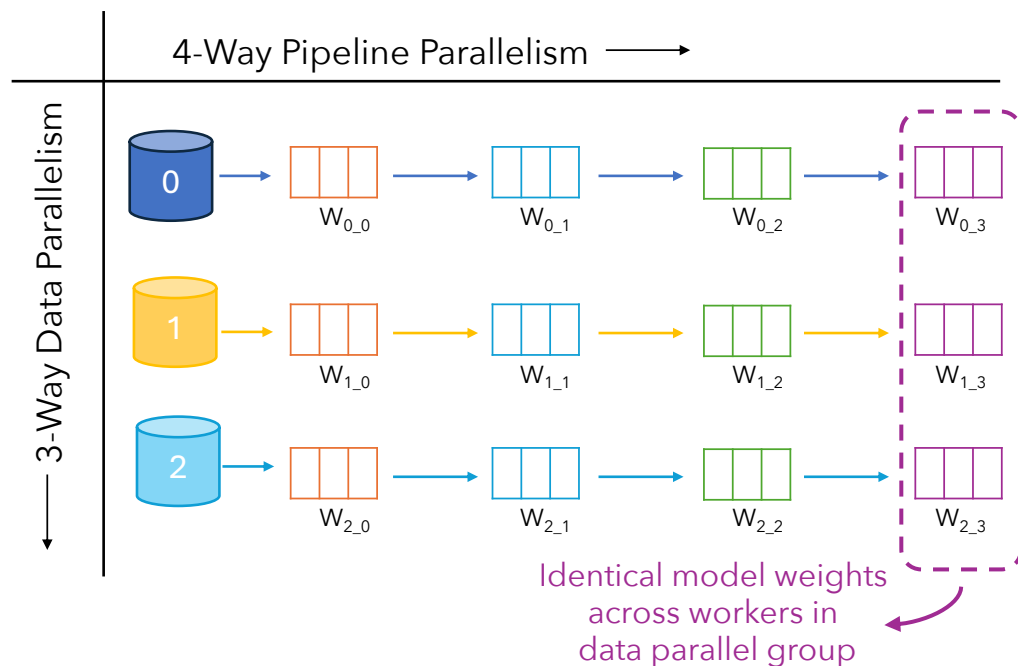 4-Way Pipeline Parallelism
3-Way Data Parallelism
0
W0_0
W0_1
W0_2
W0_3
1
W1_0
W1_1
W1_2
W1_3
2
W2_0
W2_1
W2_2
W2_3
Identical model weights
across workers in
data parallel group